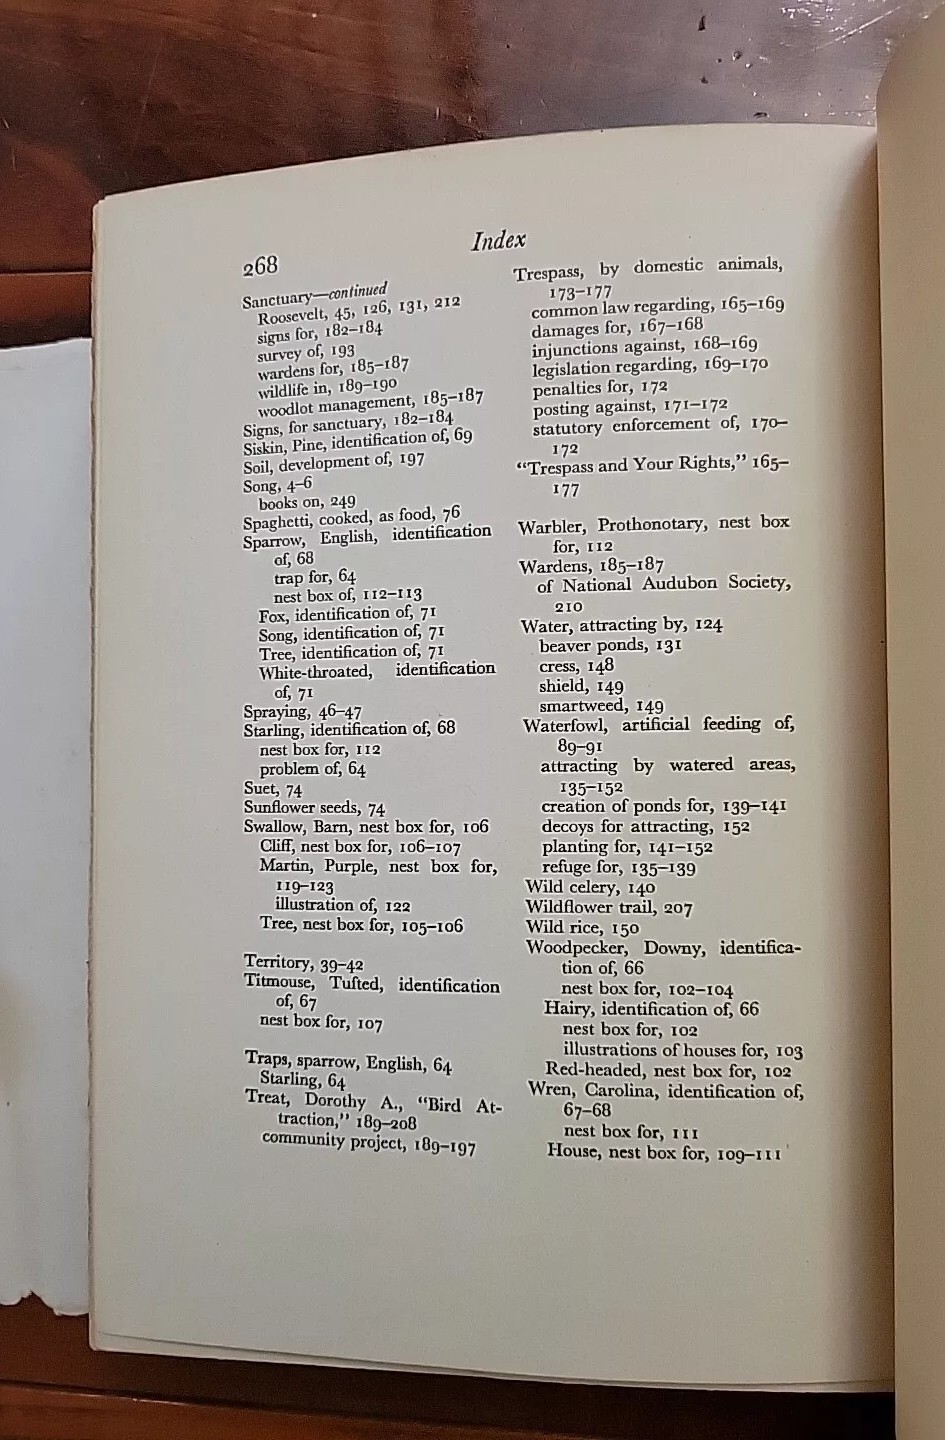 268
Index
Sanctuary—continued
Roosevelt, 45, 126, 131, 212
signs for, 182–184
survey of, 193
wardens for, 185–187
wildlife in, 189–190
woodlot management, 185–187
Signs, for sanctuary, 182–184
Siskin, Pine, identification of, 69
Soil, development of, 197
Song, 4–6
books on, 249
Spaghetti, cooked, as food, 76
Sparrow, English, identification
of, 68
trap for, 64
nest box of, 112–113
Fox, identification of, 71
Song, identification of, 71
Tree, identification of, 71
White-throated, identification
of, 71
Spraying, 46–47
Starling, identification of, 68
nest box for, 112
problem of, 64
Suet, 74
Sunflower seeds, 74
Swallow, Barn, nest box for, 106
Cliff, nest box for, 106–107
Martin, Purple, nest box for,
119–123
illustration of, 122
Tree, nest box for, 105–106
Territory, 39–42
Titmouse, Tufted, identification
of, 67
nest box for, 107
Traps, sparrow, English, 64
Starling, 64
Treat, Dorothy A., “Bird At-
traction,” 189–208
community project, 189–197
Trespass, by domestic animals,
173–177
common law regarding, 165–169
damages for, 167–168
injunctions against, 168–169
legislation regarding, 169–170
penalties for, 172
posting against, 171–172
statutory enforcement of, 170–
172
“Trespass and Your Rights,” 165–
177
Warbler, Prothonotary, nest box
for, 112
Wardens, 185–187
of National Audubon Society,
210
Water, attracting by, 124
beaver ponds, 131
cress, 148
shield, 149
smartweed, 149
Waterfowl, artificial feeding of,
89–91
attracting by watered areas,
135–152
creation of ponds for, 139–141
decoys for attracting, 152
planting for, 141–152
refuge for, 135–139
Wild celery, 140
Wildflower trail, 207
Wild rice, 150
Woodpecker, Downy, identifica-
tion of, 66
nest box for, 102–104
Hairy, identification of, 66
nest box for, 102
illustrations of houses for, 103
Red-headed, nest box for, 102
Wren, Carolina, identification of,
67–68
nest box for, 111
House, nest box for, 109–111